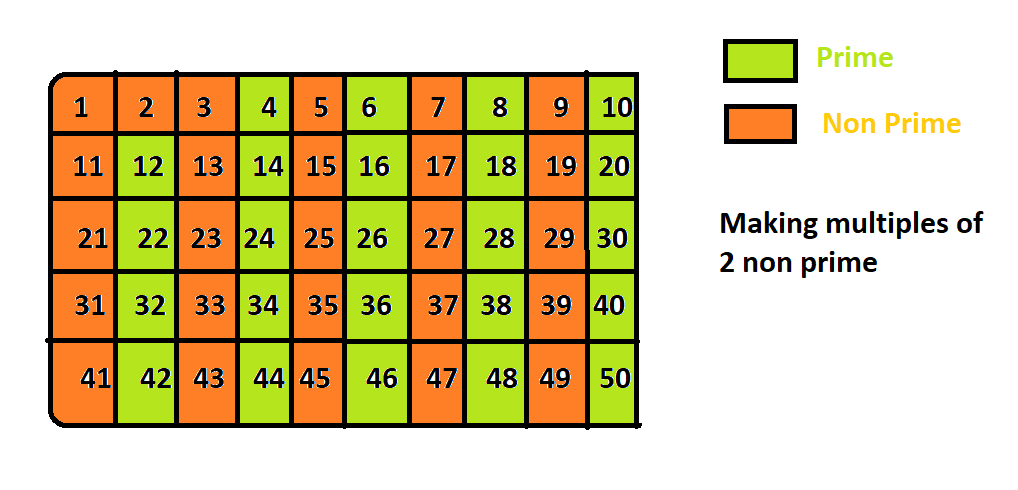 1 2 3 4 5 6 7 8 9 10
11 12 13 14 15 16 17 18 19 20
21 22 23 24 25 26 27 28 29 30
31 32 33 34 35 36 37 38 39 40
41 42 43 44 45 46 47 48 49 50
Prime
Non Prime
Making multiples of
2 non prime